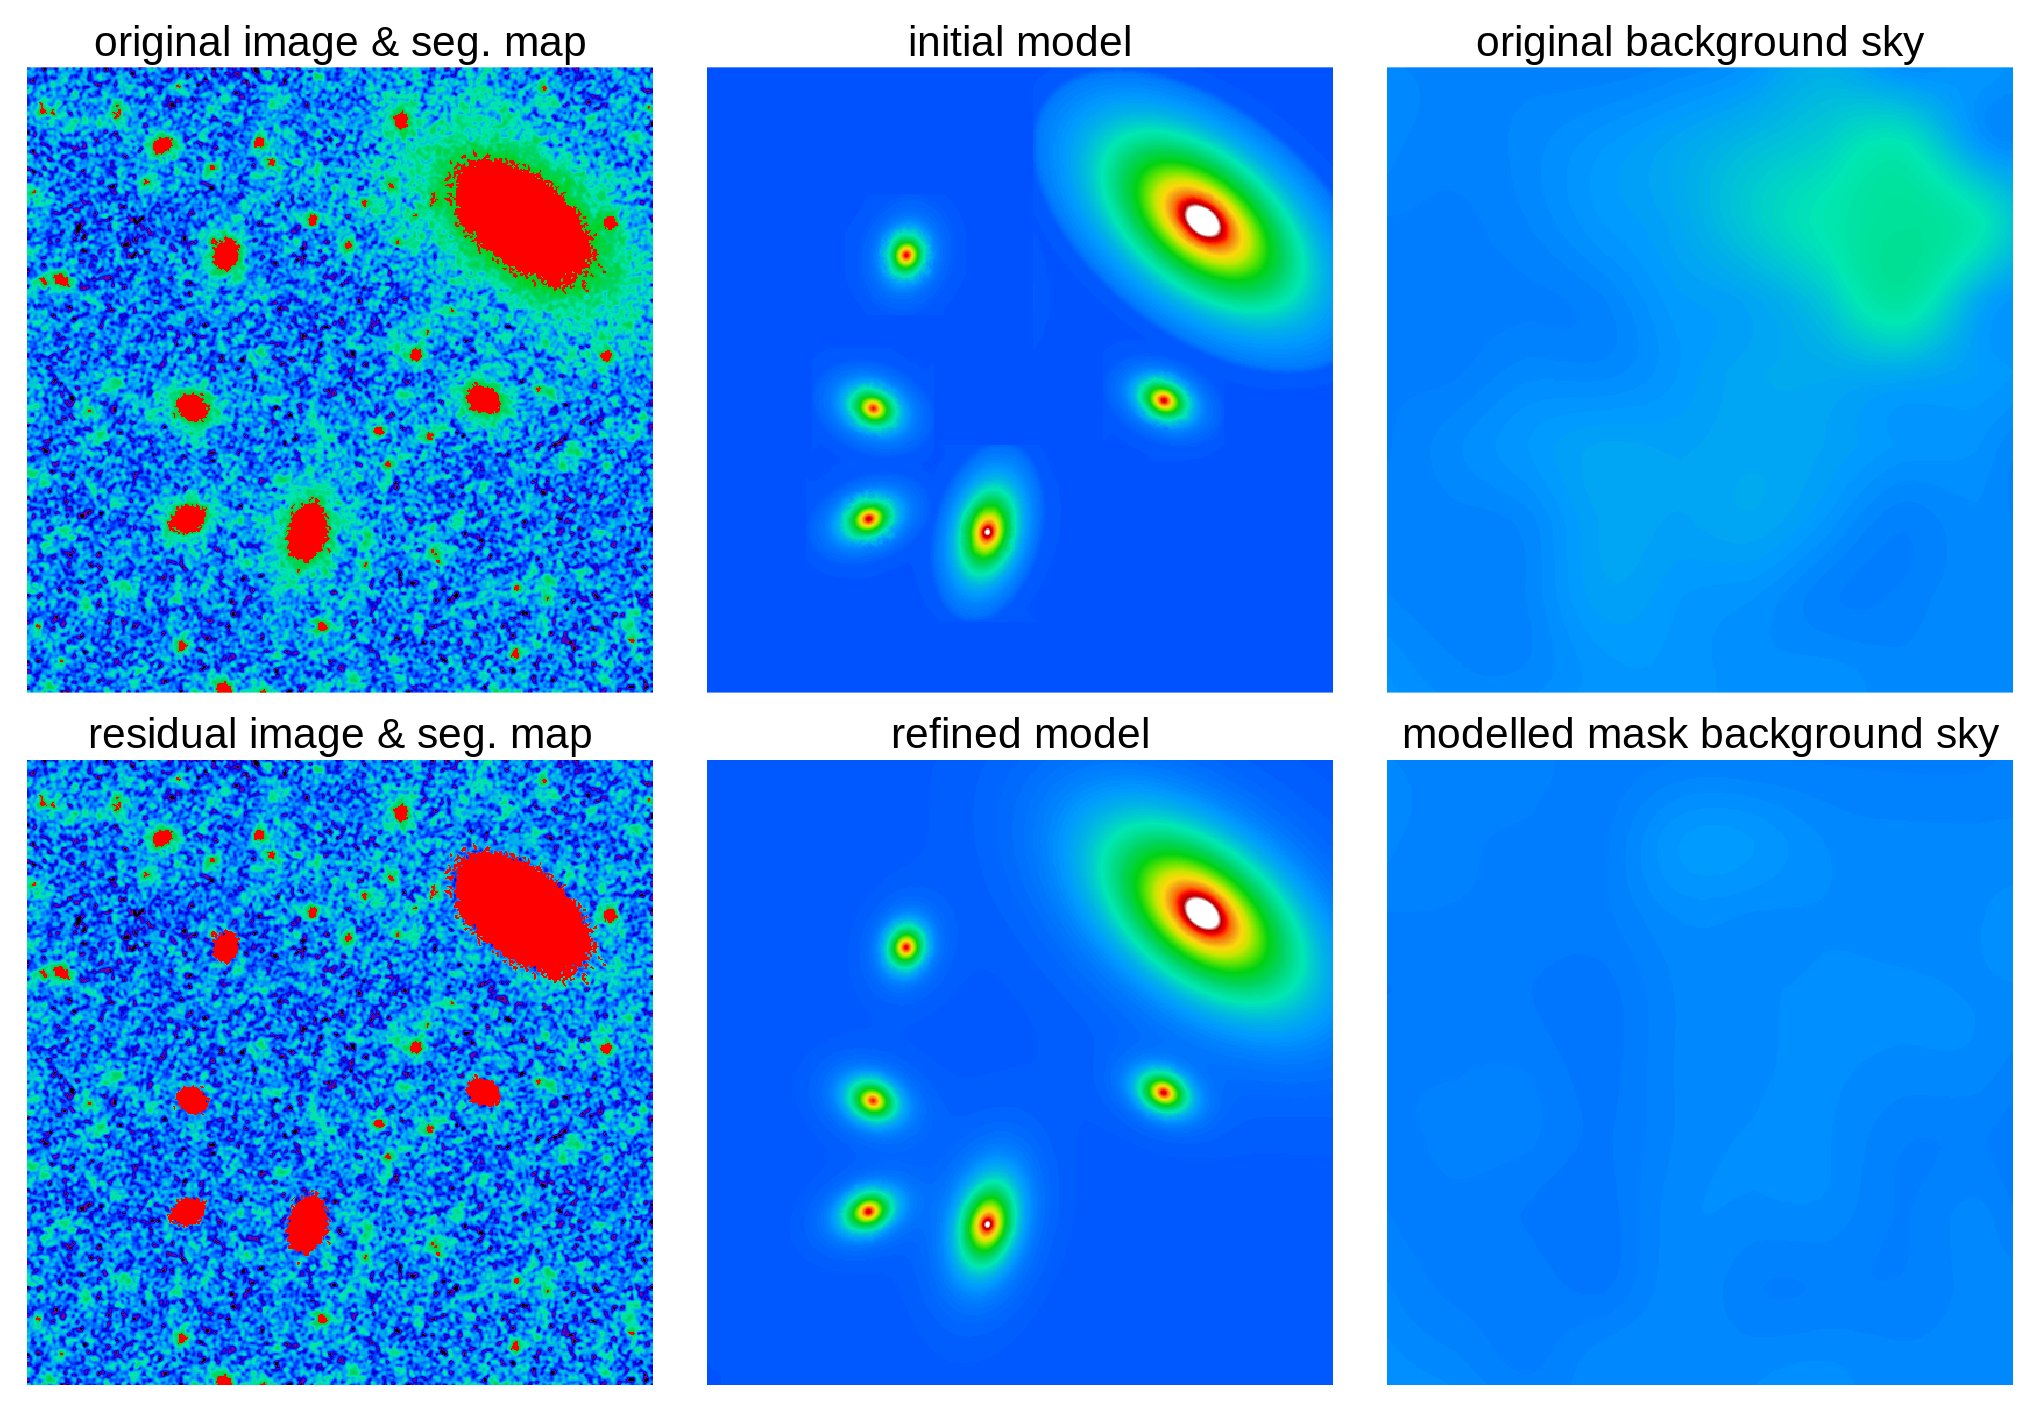 original image & seg. map
initial model
original background sky
residual image & seg. map
refined model
modelled mask background sky